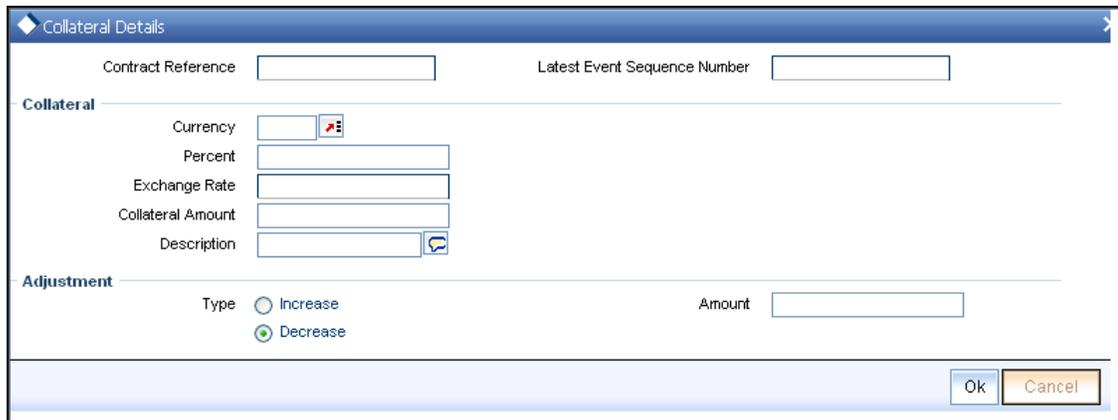 Collateral Details
Contract Reference Latest Event Sequence Number
Collateral
Currency
Percent
Exchange Rate
Collateral Amount
Description
Adjustment
Type Increase Amount
Decrease
Ok Cancel